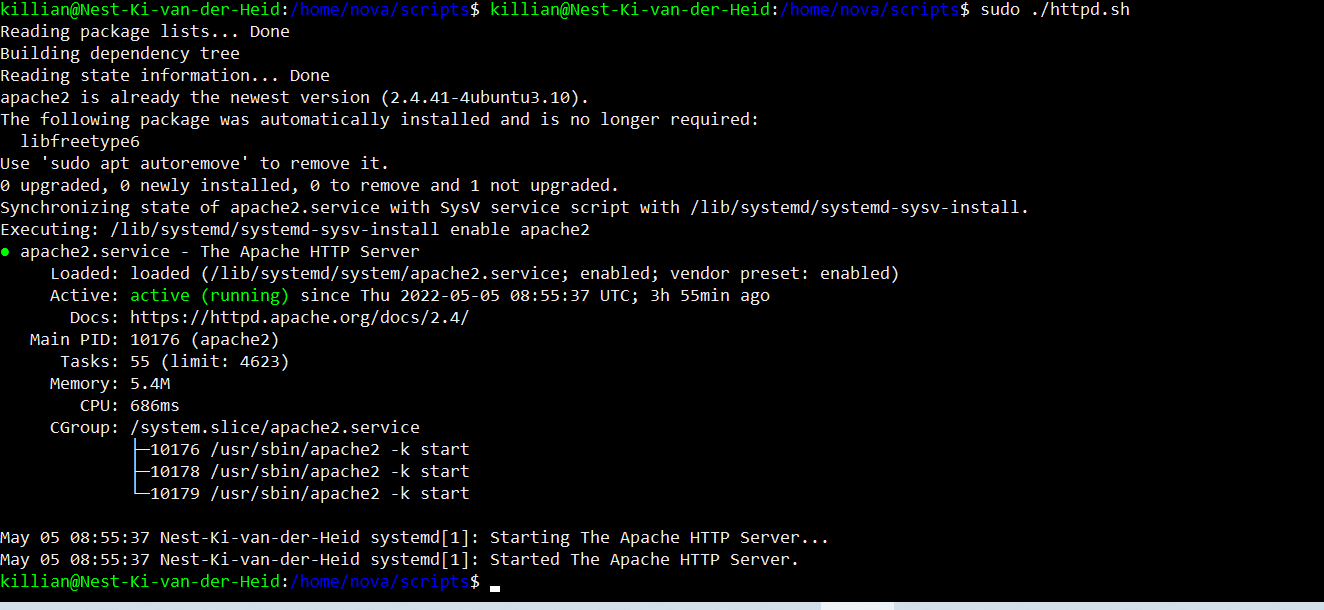 killian@Nest-Ki-van-der-Heid:/home/nova/scripts$ killian@Nest-Ki-van-der-Heid:/home/nova/scripts$ sudo ./httpd.sh
Reading package lists... Done
Building dependency tree
Reading state information... Done
apache2 is already the newest version (2.4.41-4ubuntu3.10).
The following package was automatically installed and is no longer required:
  libfreetype6
Use 'sudo apt autoremove' to remove it.
0 upgraded, 0 newly installed, 0 to remove and 1 not upgraded.
Synchronizing state of apache2.service with SysV service script with /lib/systemd/systemd-sysv-install.
Executing: /lib/systemd/systemd-sysv-install enable apache2
● apache2.service - The Apache HTTP Server
     Loaded: loaded (/lib/systemd/system/apache2.service; enabled; vendor preset: enabled)
     Active: active (running) since Thu 2022-05-05 08:55:37 UTC; 3h 55min ago
       Docs: https://httpd.apache.org/docs/2.4/
   Main PID: 10176 (apache2)
      Tasks: 55 (limit: 4623)
     Memory: 5.4M
        CPU: 686ms
     CGroup: /system.slice/apache2.service
             ├─10176 /usr/sbin/apache2 -k start
             ├─10178 /usr/sbin/apache2 -k start
             └─10179 /usr/sbin/apache2 -k start

May 05 08:55:37 Nest-Ki-van-der-Heid systemd[1]: Starting The Apache HTTP Server...
May 05 08:55:37 Nest-Ki-van-der-Heid systemd[1]: Started The Apache HTTP Server.
killian@Nest-Ki-van-der-Heid:/home/nova/scripts$